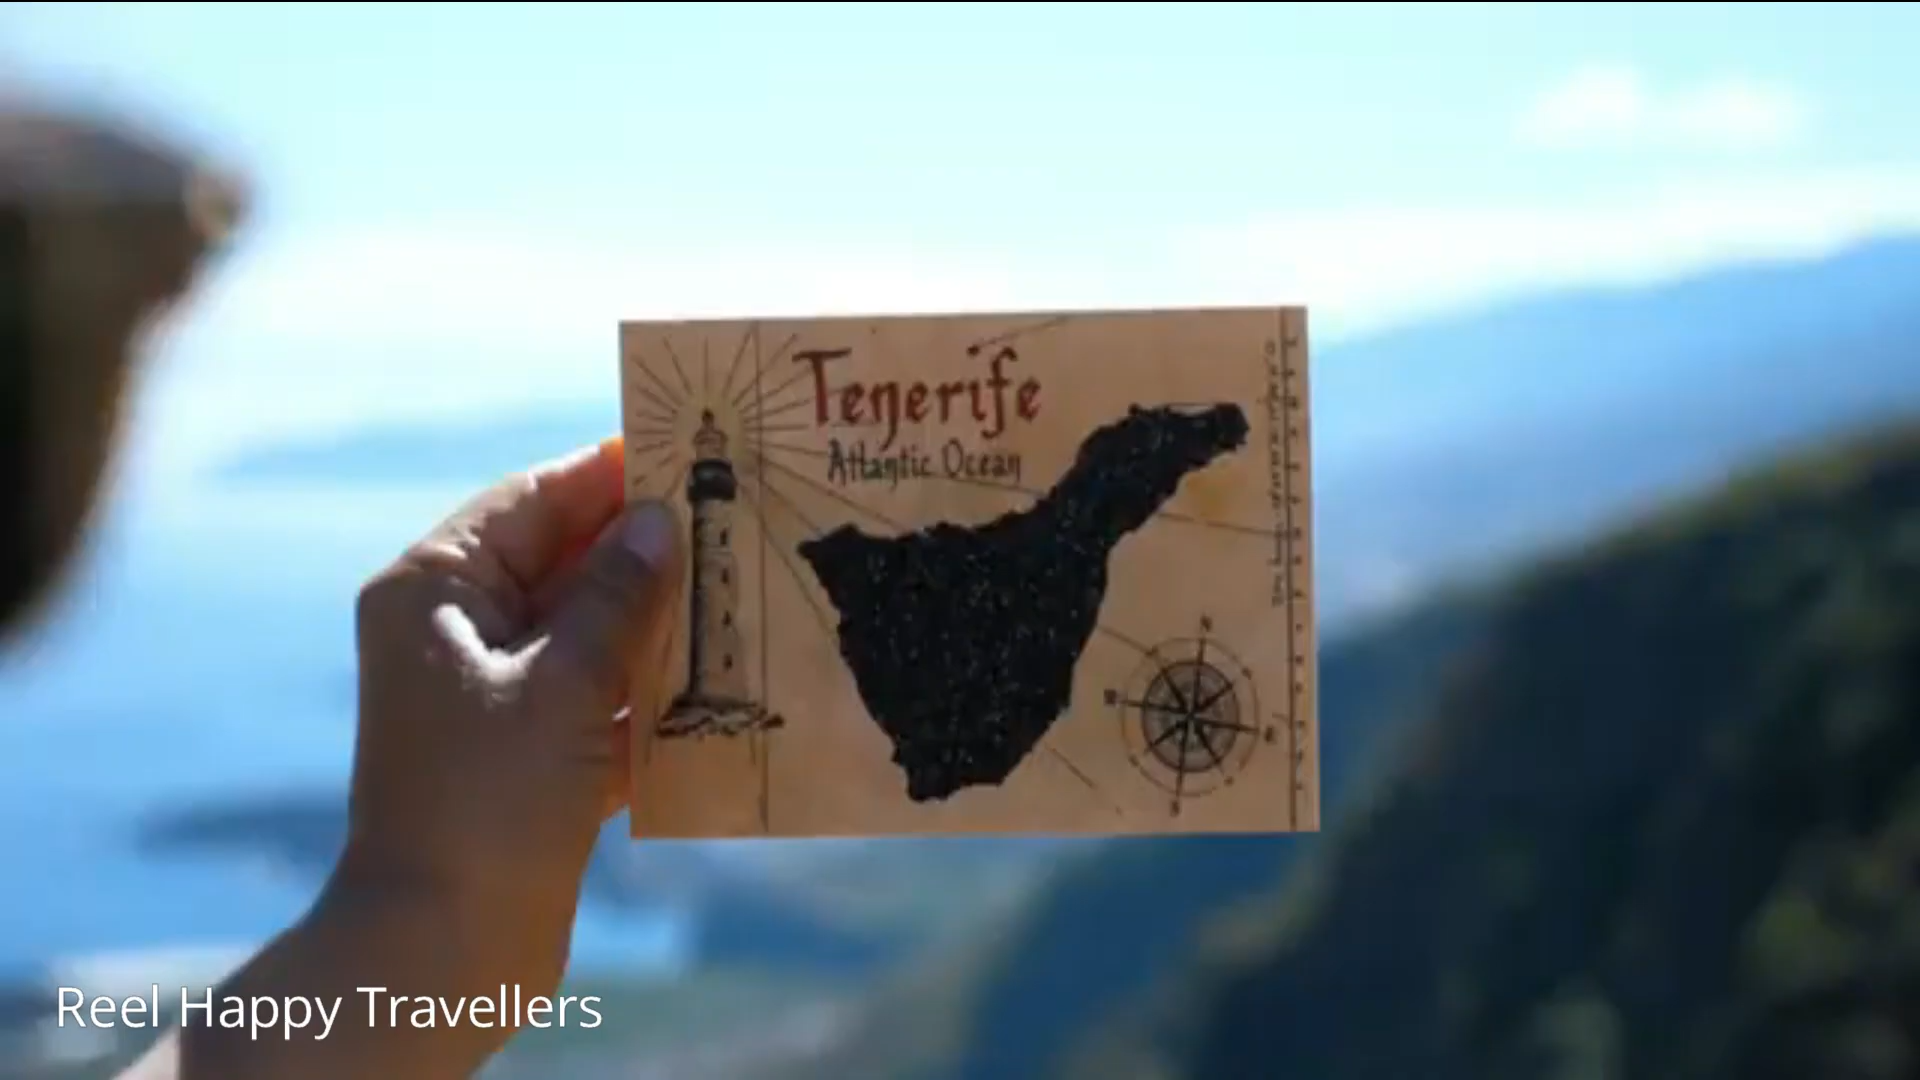 Tenerife
Atlantic Ocean
N
S
Reel Happy Travellers